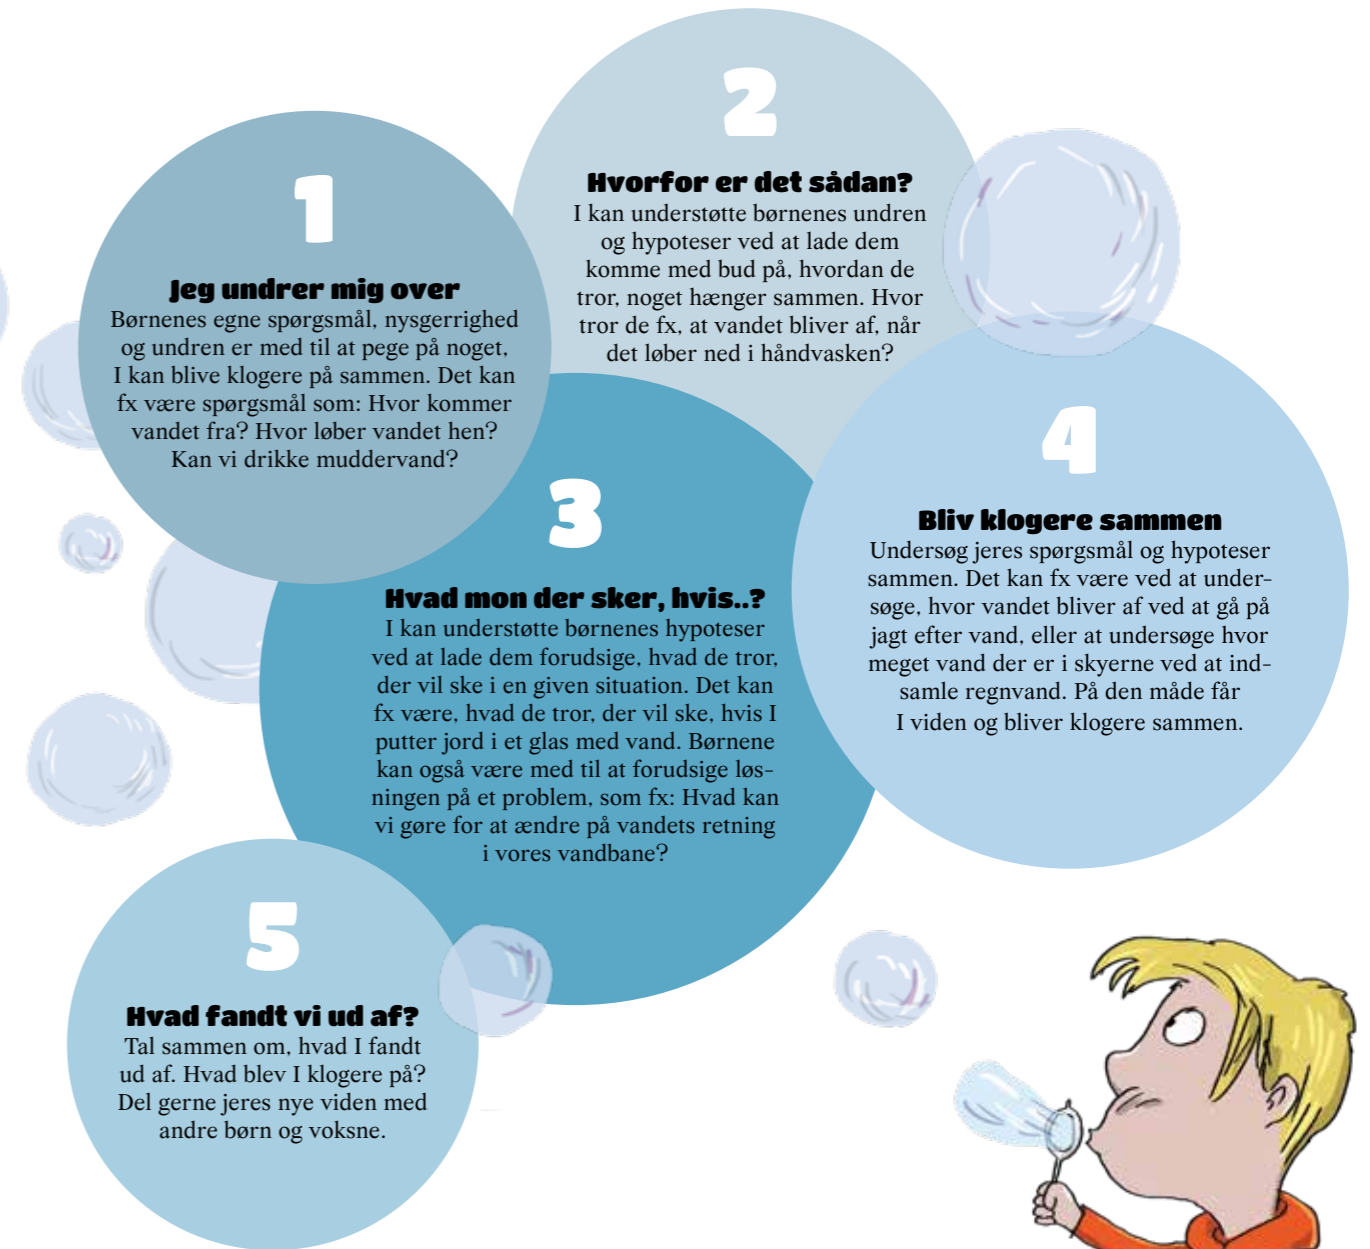 1
Jeg undrer mig over
Børnenes egne spørgsmål, nysgerrighed
og undren er med til at pege på noget,
I kan blive klogere på sammen. Det kan
fx være spørgsmål som: Hvor kommer
vandet fra? Hvor løber vandet hen?
Kan vi drikke muddervand?
2
Hvorfor er det sådan?
I kan understøtte børnenes undren
og hypoteser ved at lade dem
komme med bud på, hvordan de
tror, noget hænger sammen. Hvor
tror de fx, at vandet bliver af, når
det løber ned i håndvasken?
3
Hvad mon der sker, hvis..?
I kan understøtte børnenes hypoteser
ved at lade dem forudsige, hvad de tror,
der vil ske i en given situation. Det kan
fx være, hvad de tror, der vil ske, hvis I
putter jord i et glas med vand. Børnene
kan også være med til at forudsige løs-
ningen på et problem, som fx: Hvad kan
vi gøre for at ændre på vandets retning
i vores vandbane?
4
Bliv klogere sammen
Undersøg jeres spørgsmål og hypoteser
sammen. Det kan fx være ved at under-
søge, hvor vandet bliver af ved at gå på
jagt efter vand, eller at undersøge hvor
meget vand der er i skyerne ved at ind-
samle regnvand. På den måde får
I viden og bliver klogere sammen.
5
Hvad fandt vi ud af?
Tal sammen om, hvad I fandt
ud af. Hvad blev I klogere på?
Del gerne jeres nye viden med
andre børn og voksne.